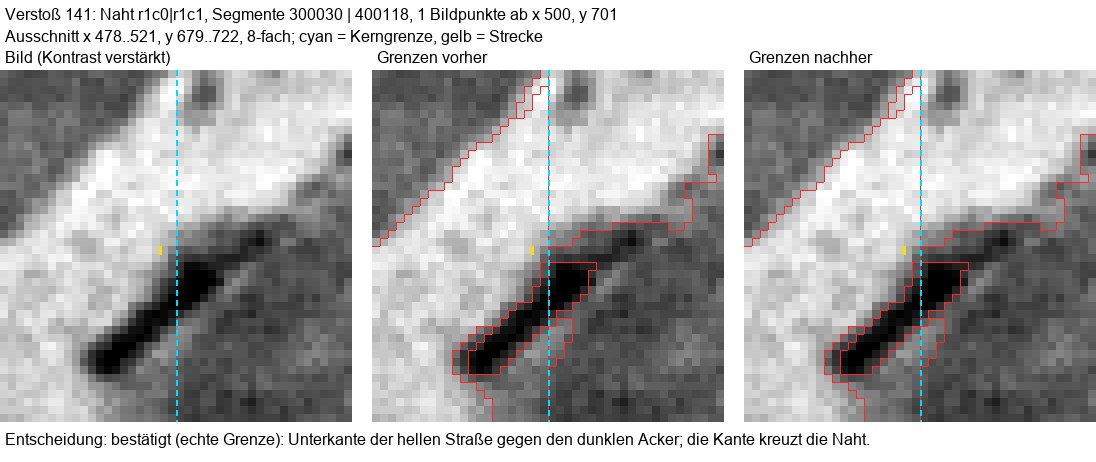 Verstoß 141: Naht r1c0|r1c1, Segmente 300030 | 400118, 1 Bildpunkte ab x 500, y 701
Ausschnitt x 478..521, y 679..722, 8-fach; cyan = Kerngrenze, gelb = Strecke
Bild (Kontrast verstärkt) Grenzen vorher Grenzen nachher
Entscheidung: bestätigt (echte Grenze): Unterkante der hellen Straße gegen den dunklen Acker; die Kante kreuzt die Naht.